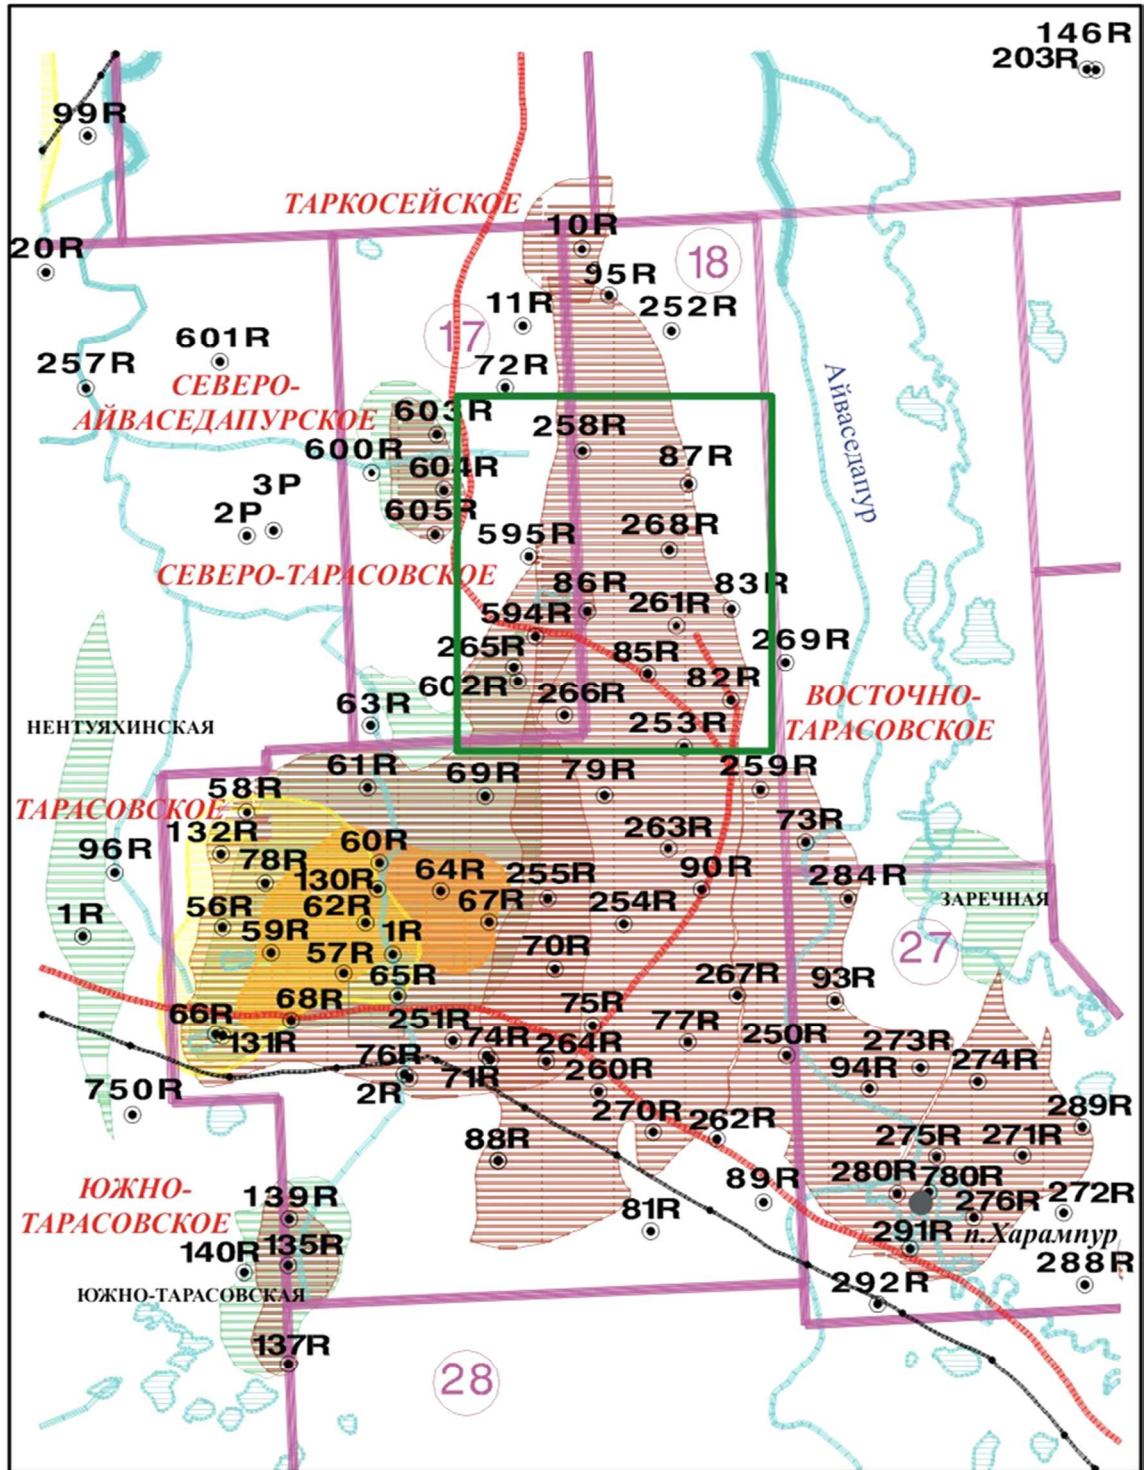 146R
203R
99R
ТАРКОСЕЙСКОЕ
10R
20R
18
95R
11R
252R
17
601R
257R
72R
СЕВЕРО-
АЙВАСЕДАПУРСКОЕ
603R
258R
Айваседапур
600R
604R
87R
3P
2P
605R
595R
268R
СЕВЕРО-ТАРАСОВСКОЕ
86R
83R
594R
261R
265R
85R
269R
602R
266R
82R
ВОСТОЧНО-
ТАРАСОВСКОЕ
63R
253R
НЕНТУЯХИНСКАЯ
61R
69R
79R
259R
58R
ТАРАСОВСКОЕ
132R
60R
263R
73R
96R
78R
130R
64R
255R
90R
284R
ЗАРЕЧНАЯ
1R
56R
62R
67R
254R
59R
1R
27
57R
70R
65R
267R
93R
68R
66R
131R
251R
75R
74R
264R
77R
250R
273R
76R
71R
260R
94R
274R
750R
2R
270R
262R
289R
88R
275R
271R
ЮЖНО-
ТАРАСОВСКОЕ
139R
89R
280R
780R
276R
272R
81R
291R
п.Харампур
140R
135R
288R
ЮЖНО-ТАРАСОВСКАЯ
292R
137R
28